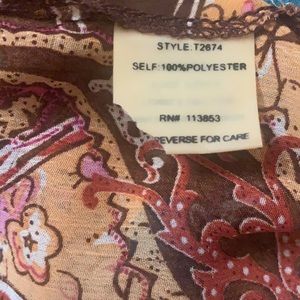 STYLE:T2674
SELF:100%POLYESTER
RN# 113853
REVERSE FOR CARE